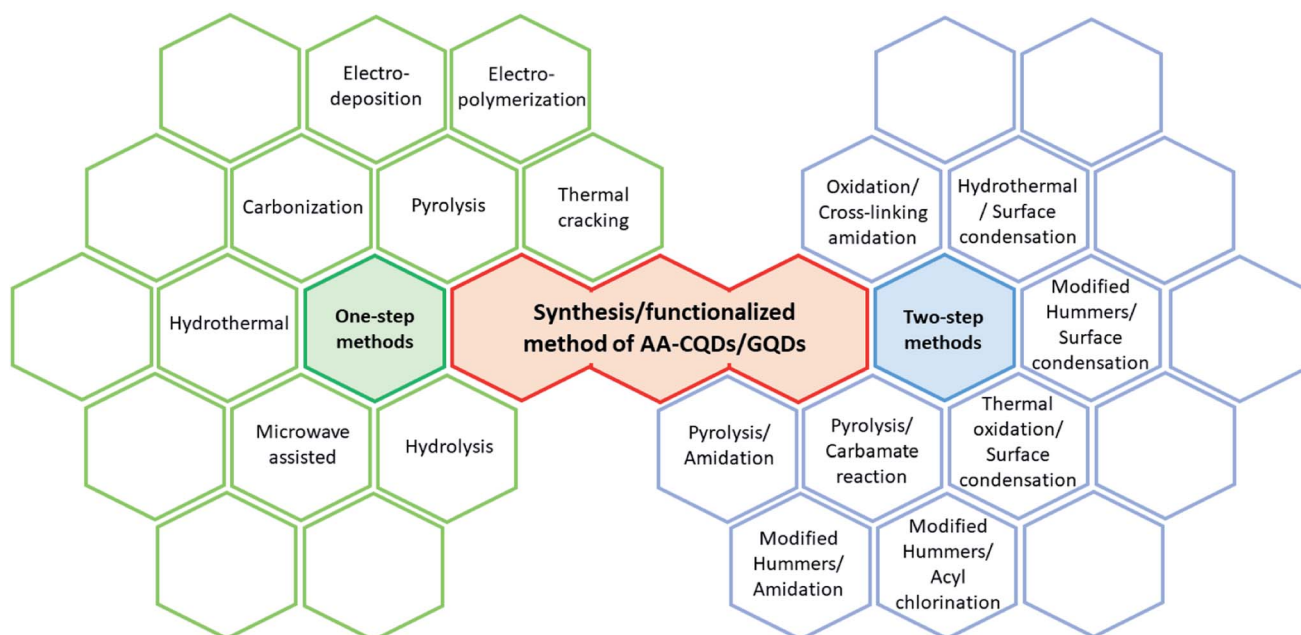 Electro-
deposition
Electro-
polymerization
Carbonization
Pyrolysis
Thermal
cracking
Hydrothermal
One-step
methods
Microwave
assisted
Hydrolysis
Synthesis/functionalized
method of AA-CQDs/GQDs
Oxidation/
Cross-linking
amidation
Hydrothermal
/ Surface
condensation
Two-step
methods
Modified
Hummers/
Surface
condensation
Pyrolysis/
Amidation
Pyrolysis/
Carbamate
reaction
Thermal
oxidation/
Surface
condensation
Modified
Hummers/
Amidation
Modified
Hummers/
Acyl
chlorination